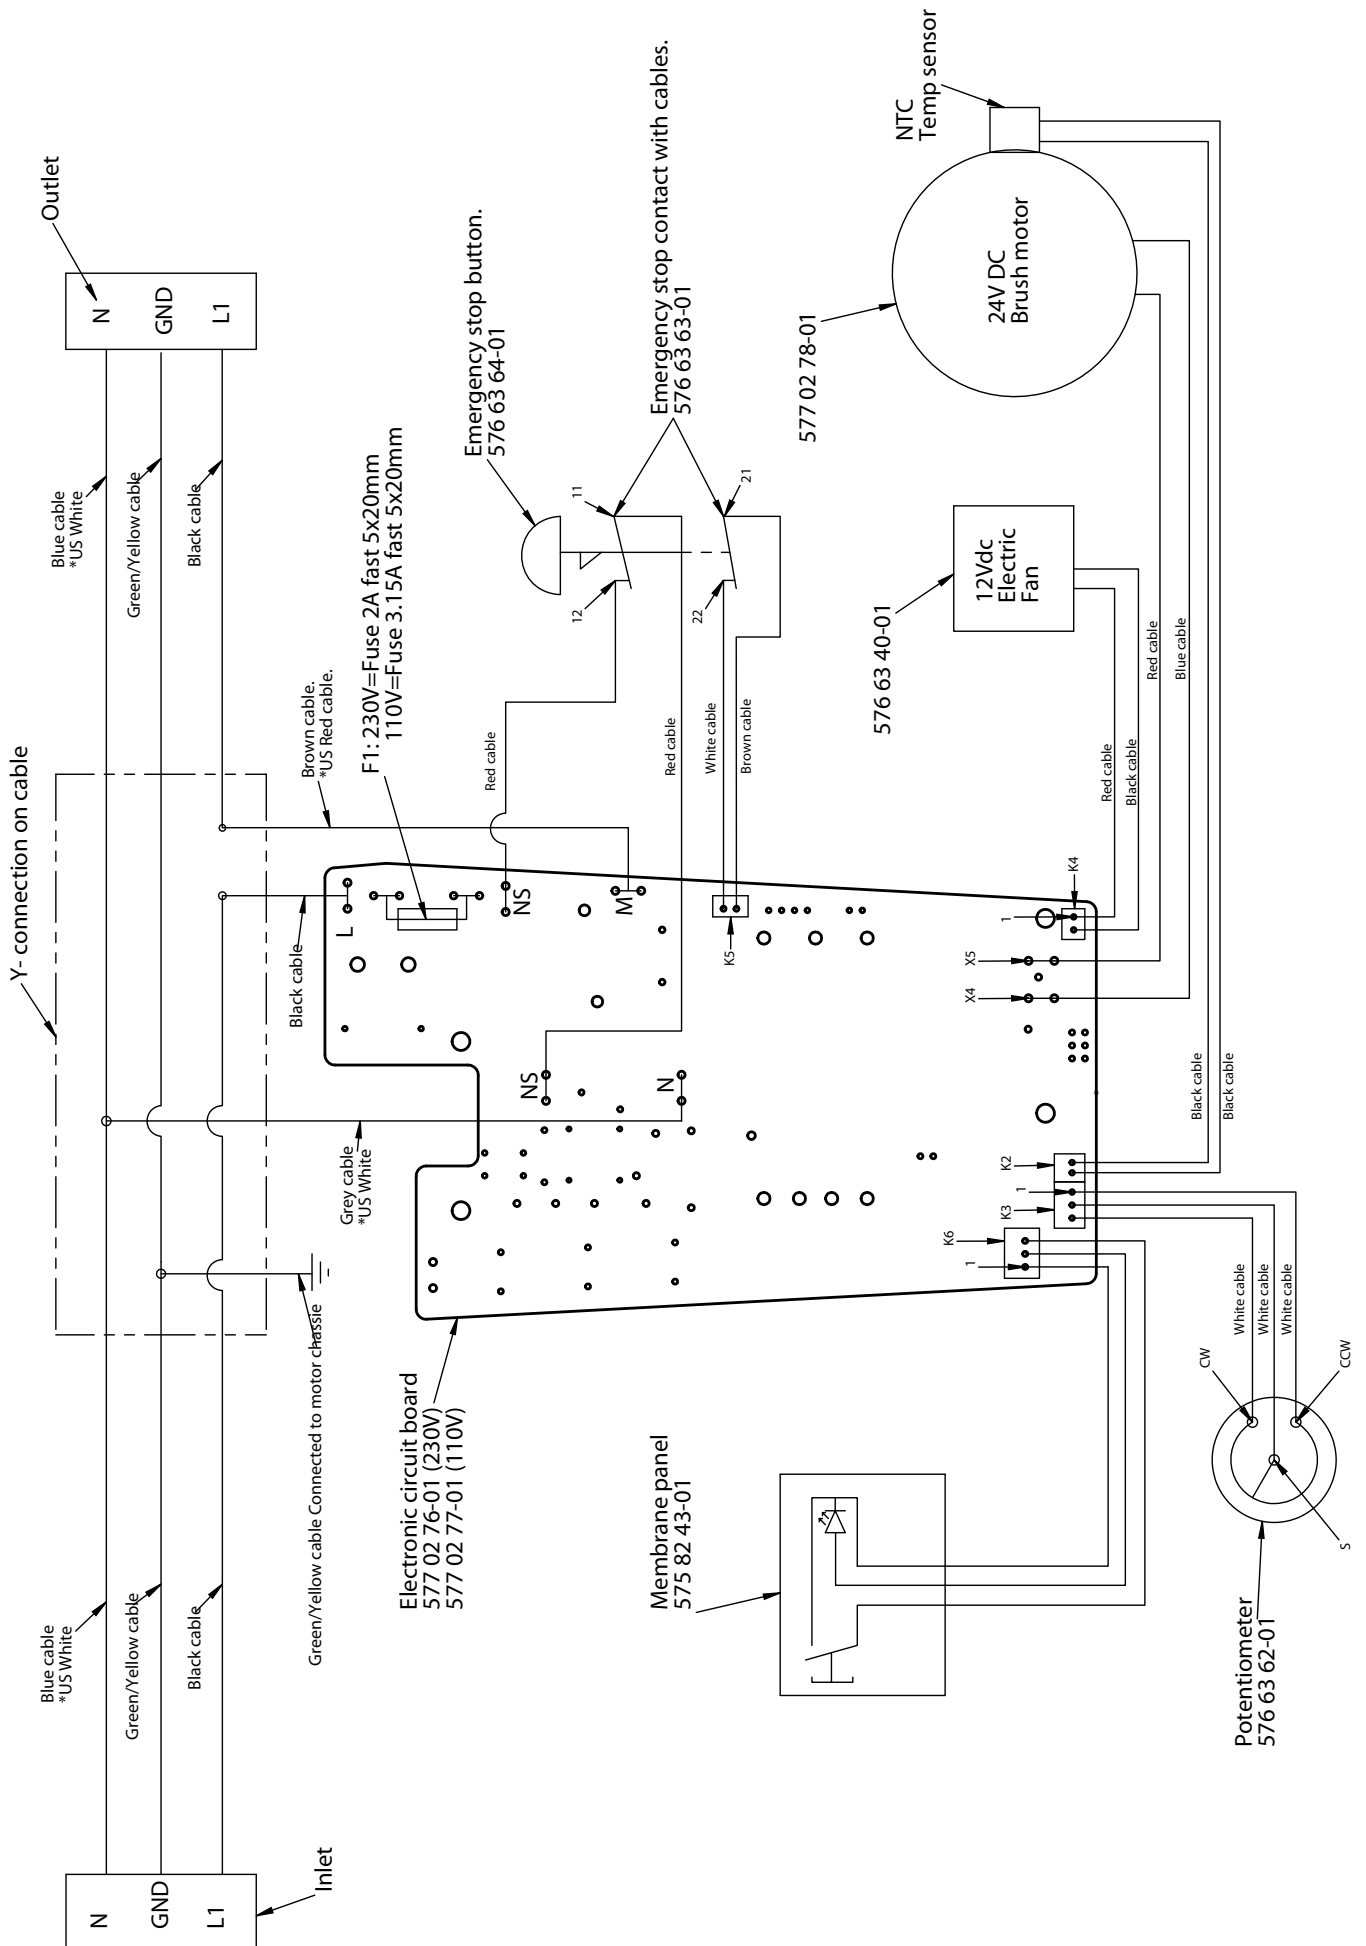 Y- connection on cable
Outlet
N
GND
L1
Blue cable
*US White
Green/Yellow cable
Black cable
Inlet
N
GND
L1
Blue cable
*US White
Green/Yellow cable
Black cable
Green/Yellow cable Connected to motor chassie
Black cable
Grey cable
*US White
Brown cable.
*US Red cable.
F1: 230V=Fuse 2A fast 5x20mm
110V=Fuse 3.15A fast 5x20mm
Emergency stop button.
576 63 64-01
Emergency stop contact with cables.
576 63 63-01
11
12
21
22
Red cable
Red cable
White cable
Brown cable
L
NS
M
NS
N
K5
Electronic circuit board
577 02 76-01 (230V)
577 02 77-01 (110V)
Membrane panel
575 82 43-01
Potentiometer
576 63 62-01
CW
CCW
S
White cable
White cable
White cable
K6
1
K3
1
K2
X4
X5
1
K4
Black cable
Black cable
Red cable
Black cable
Red cable
Blue cable
576 63 40-01
12Vdc
Electric
Fan
577 02 78-01
24V DC
Brush motor
NTC
Temp sensor